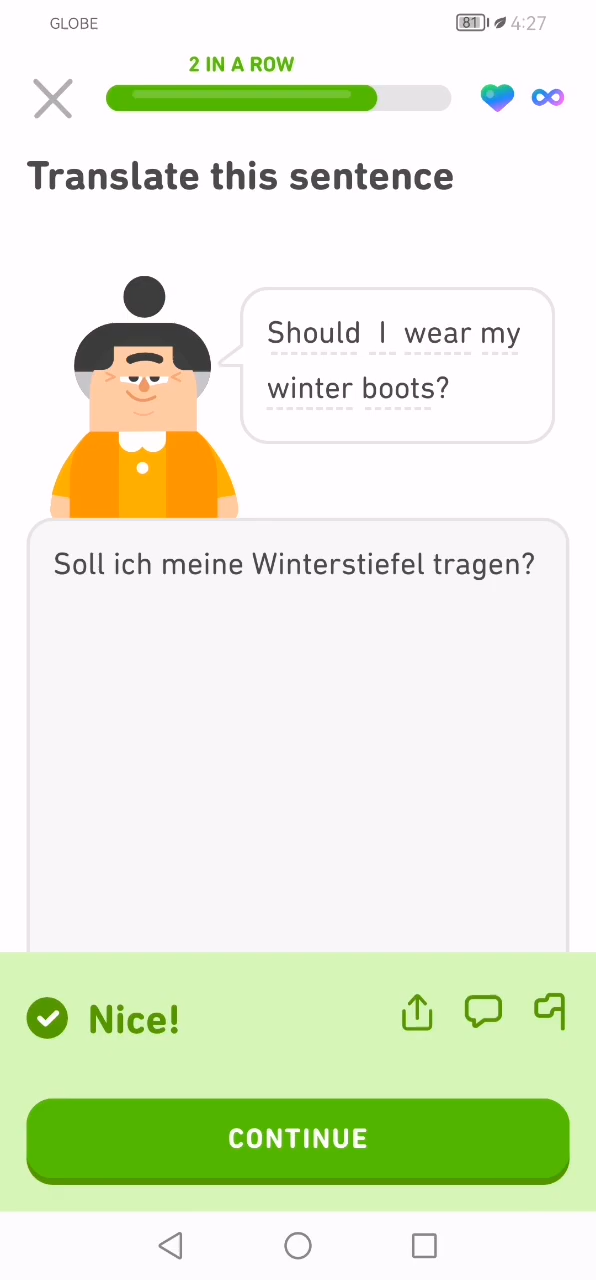 GLOBE
81
4:27
2 IN A ROW
Translate this sentence
Should I wear my
winter boots?
Soll ich meine Winterstiefel tragen?
Nice!
CONTINUE